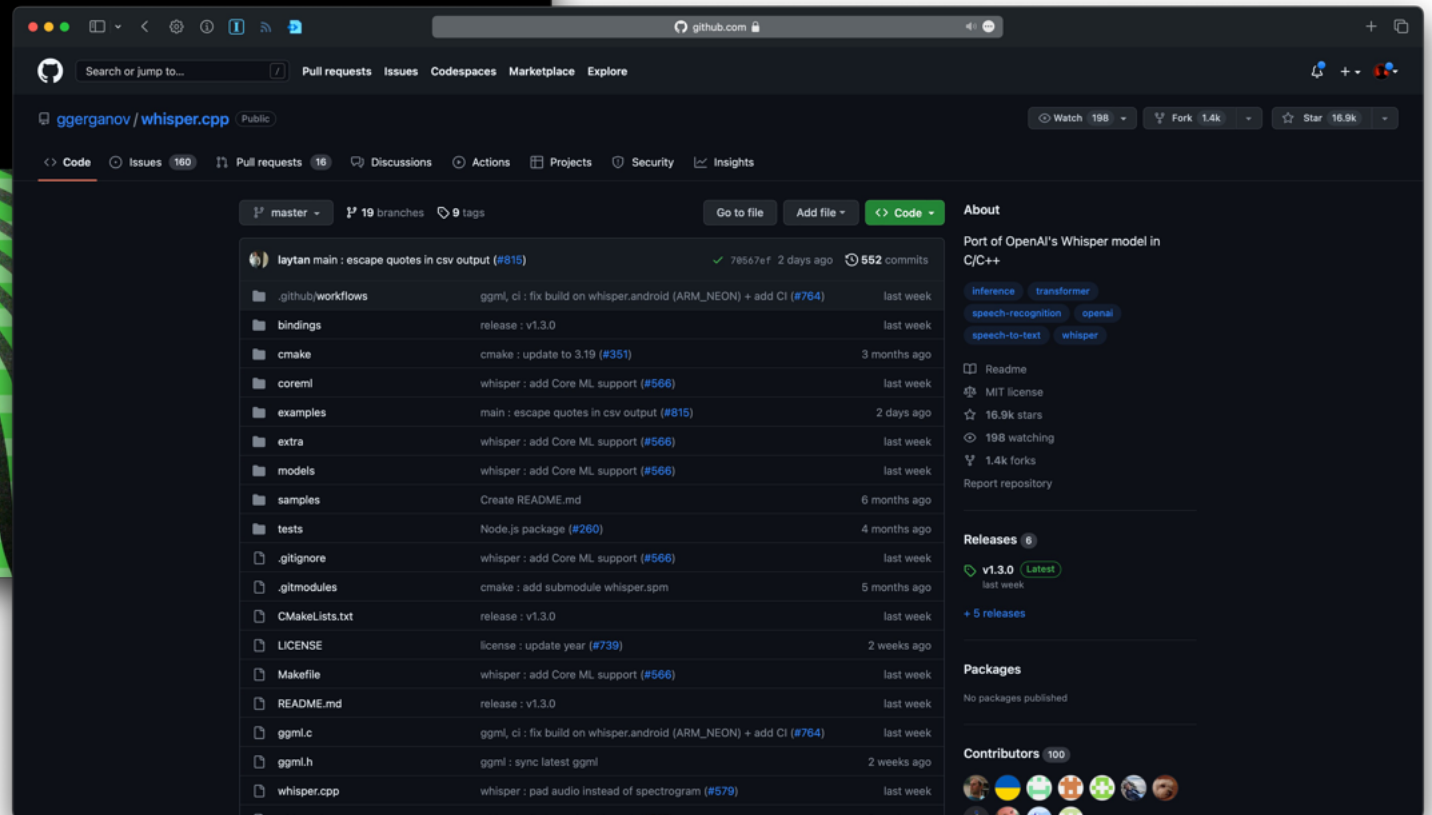 github.com
Search or jump to... /
Pull requests Issues Codespaces Marketplace Explore
ggerganov / whisper.cpp Public
Watch 198 Fork 1.4k Star 16.9k
Code Issues 160 Pull requests 16 Discussions Actions Projects Security Insights
master 19 branches 9 tags Go to file Add file Code
laytan main : escape quotes in csv output (#815) 70567ef 2 days ago 552 commits
.github/workflows ggml, ci : fix build on whisper.android (ARM_NEON) + add CI (#764) last week
bindings release : v1.3.0 last week
cmake cmake : update to 3.19 (#351) 3 months ago
coreml whisper : add Core ML support (#566) last week
examples main : escape quotes in csv output (#815) 2 days ago
extra whisper : add Core ML support (#566) last week
models whisper : add Core ML support (#566) last week
samples Create README.md 6 months ago
tests Node.js package (#260) 4 months ago
.gitignore whisper : add Core ML support (#566) last week
.gitmodules cmake : add submodule whisper.spm 5 months ago
CMakeLists.txt release : v1.3.0 last week
LICENSE license : update year (#739) 2 weeks ago
Makefile whisper : add Core ML support (#566) last week
README.md release : v1.3.0 last week
ggml.c ggml, ci : fix build on whisper.android (ARM_NEON) + add CI (#764) last week
ggml.h ggml : sync latest ggml 2 weeks ago
whisper.cpp whisper : pad audio instead of spectrogram (#579) last week
About
Port of OpenAI's Whisper model in
C/C++
inference transformer
speech-recognition openai
speech-to-text whisper
Readme
MIT license
16.9k stars
198 watching
1.4k forks
Report repository
Releases 6
v1.3.0 Latest
last week
+ 5 releases
Packages
No packages published
Contributors 100